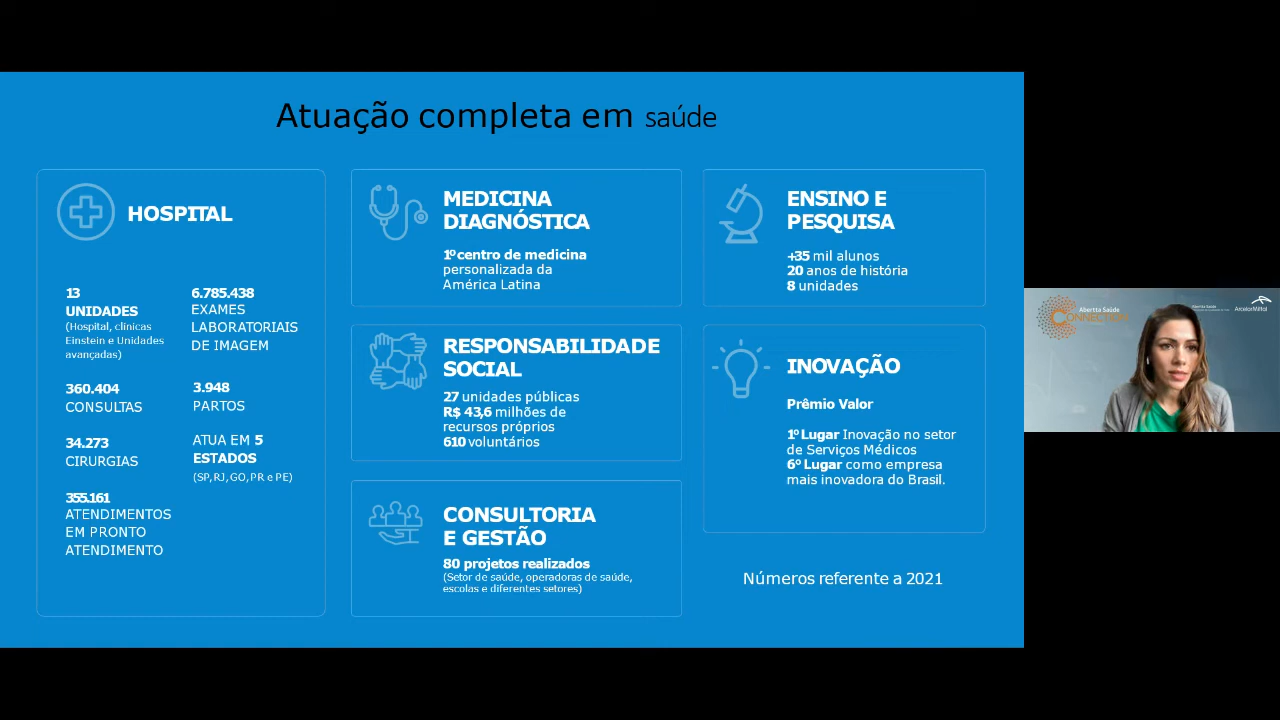 Atuação completa em saúde
HOSPITAL
13
UNIDADES
(Hospital, clínicas
Einstein e Unidades
avançadas)
360.404
CONSULTAS
34.273
CIRURGIAS
355.161
ATENDIMENTOS
EM PRONTO
ATENDIMENTO
6.785.438
EXAMES
LABORATORIAIS
DE IMAGEM
3.948
PARTOS
ATUA EM 5
ESTADOS
(SP,RJ,GO,PR e PE)
MEDICINA
DIAGNÓSTICA
1º centro de medicina
personalizada da
América Latina
RESPONSABILIDADE
SOCIAL
27 unidades públicas
R$ 43,6 milhões de
recursos próprios
610 voluntários
CONSULTORIA
E GESTÃO
80 projetos realizados
(Setor de saúde, operadoras de saúde,
escolas e diferentes setores)
ENSINO E
PESQUISA
+35 mil alunos
20 anos de história
8 unidades
INOVAÇÃO
Prêmio Valor
1º Lugar Inovação no setor
de Serviços Médicos
6º Lugar como empresa
mais inovadora do Brasil.
Números referente a 2021
Abertta Saúde
CONNECTION
Abertta Saúde
ArcelorMittal